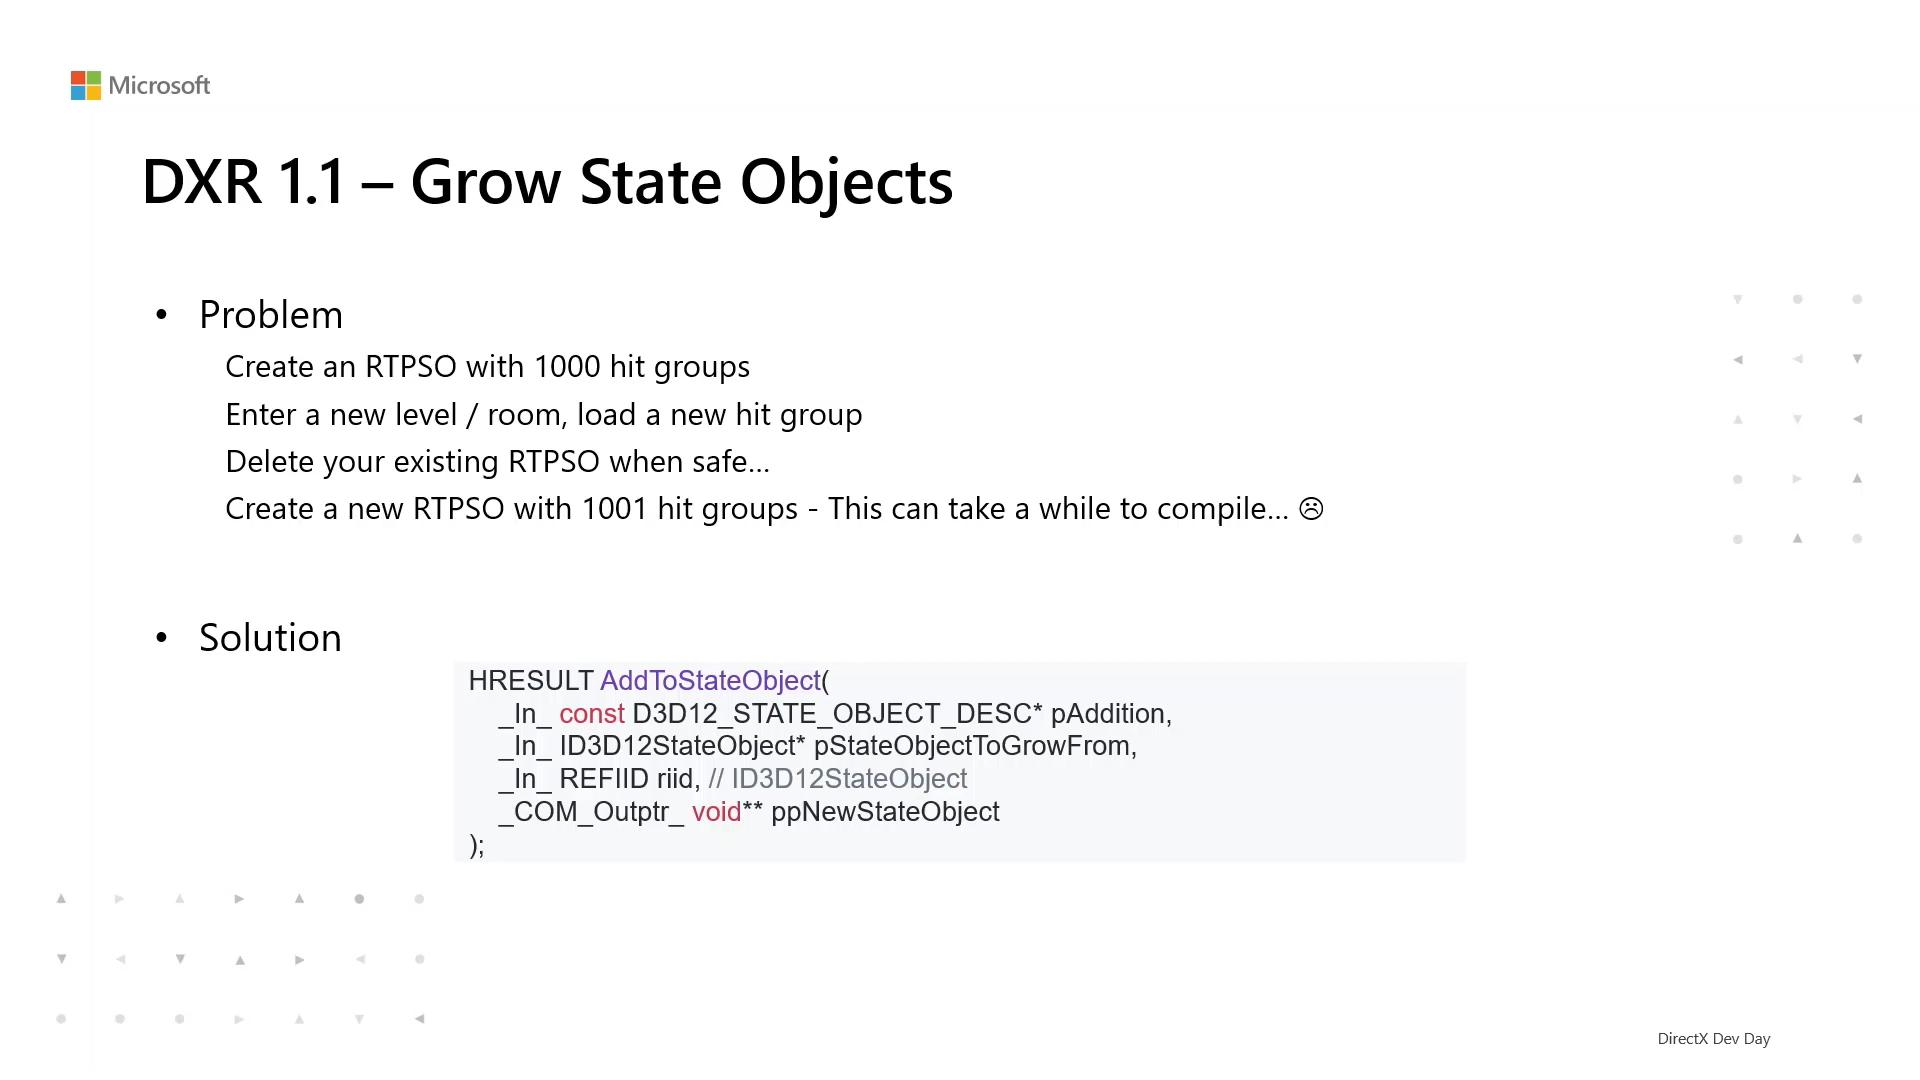 Microsoft
DXR 1.1 – Grow State Objects
• Problem
Create an RTPSO with 1000 hit groups
Enter a new level / room, load a new hit group
Delete your existing RTPSO when safe...
Create a new RTPSO with 1001 hit groups - This can take a while to compile... ☹
• Solution
HRESULT AddToStateObject(
_In_ const D3D12_STATE_OBJECT_DESC* pAddition,
_In_ ID3D12StateObject* pStateObjectToGrowFrom,
_In_ REFIID riid, // ID3D12StateObject
_COM_Outptr_ void** ppNewStateObject
);
DirectX Dev Day